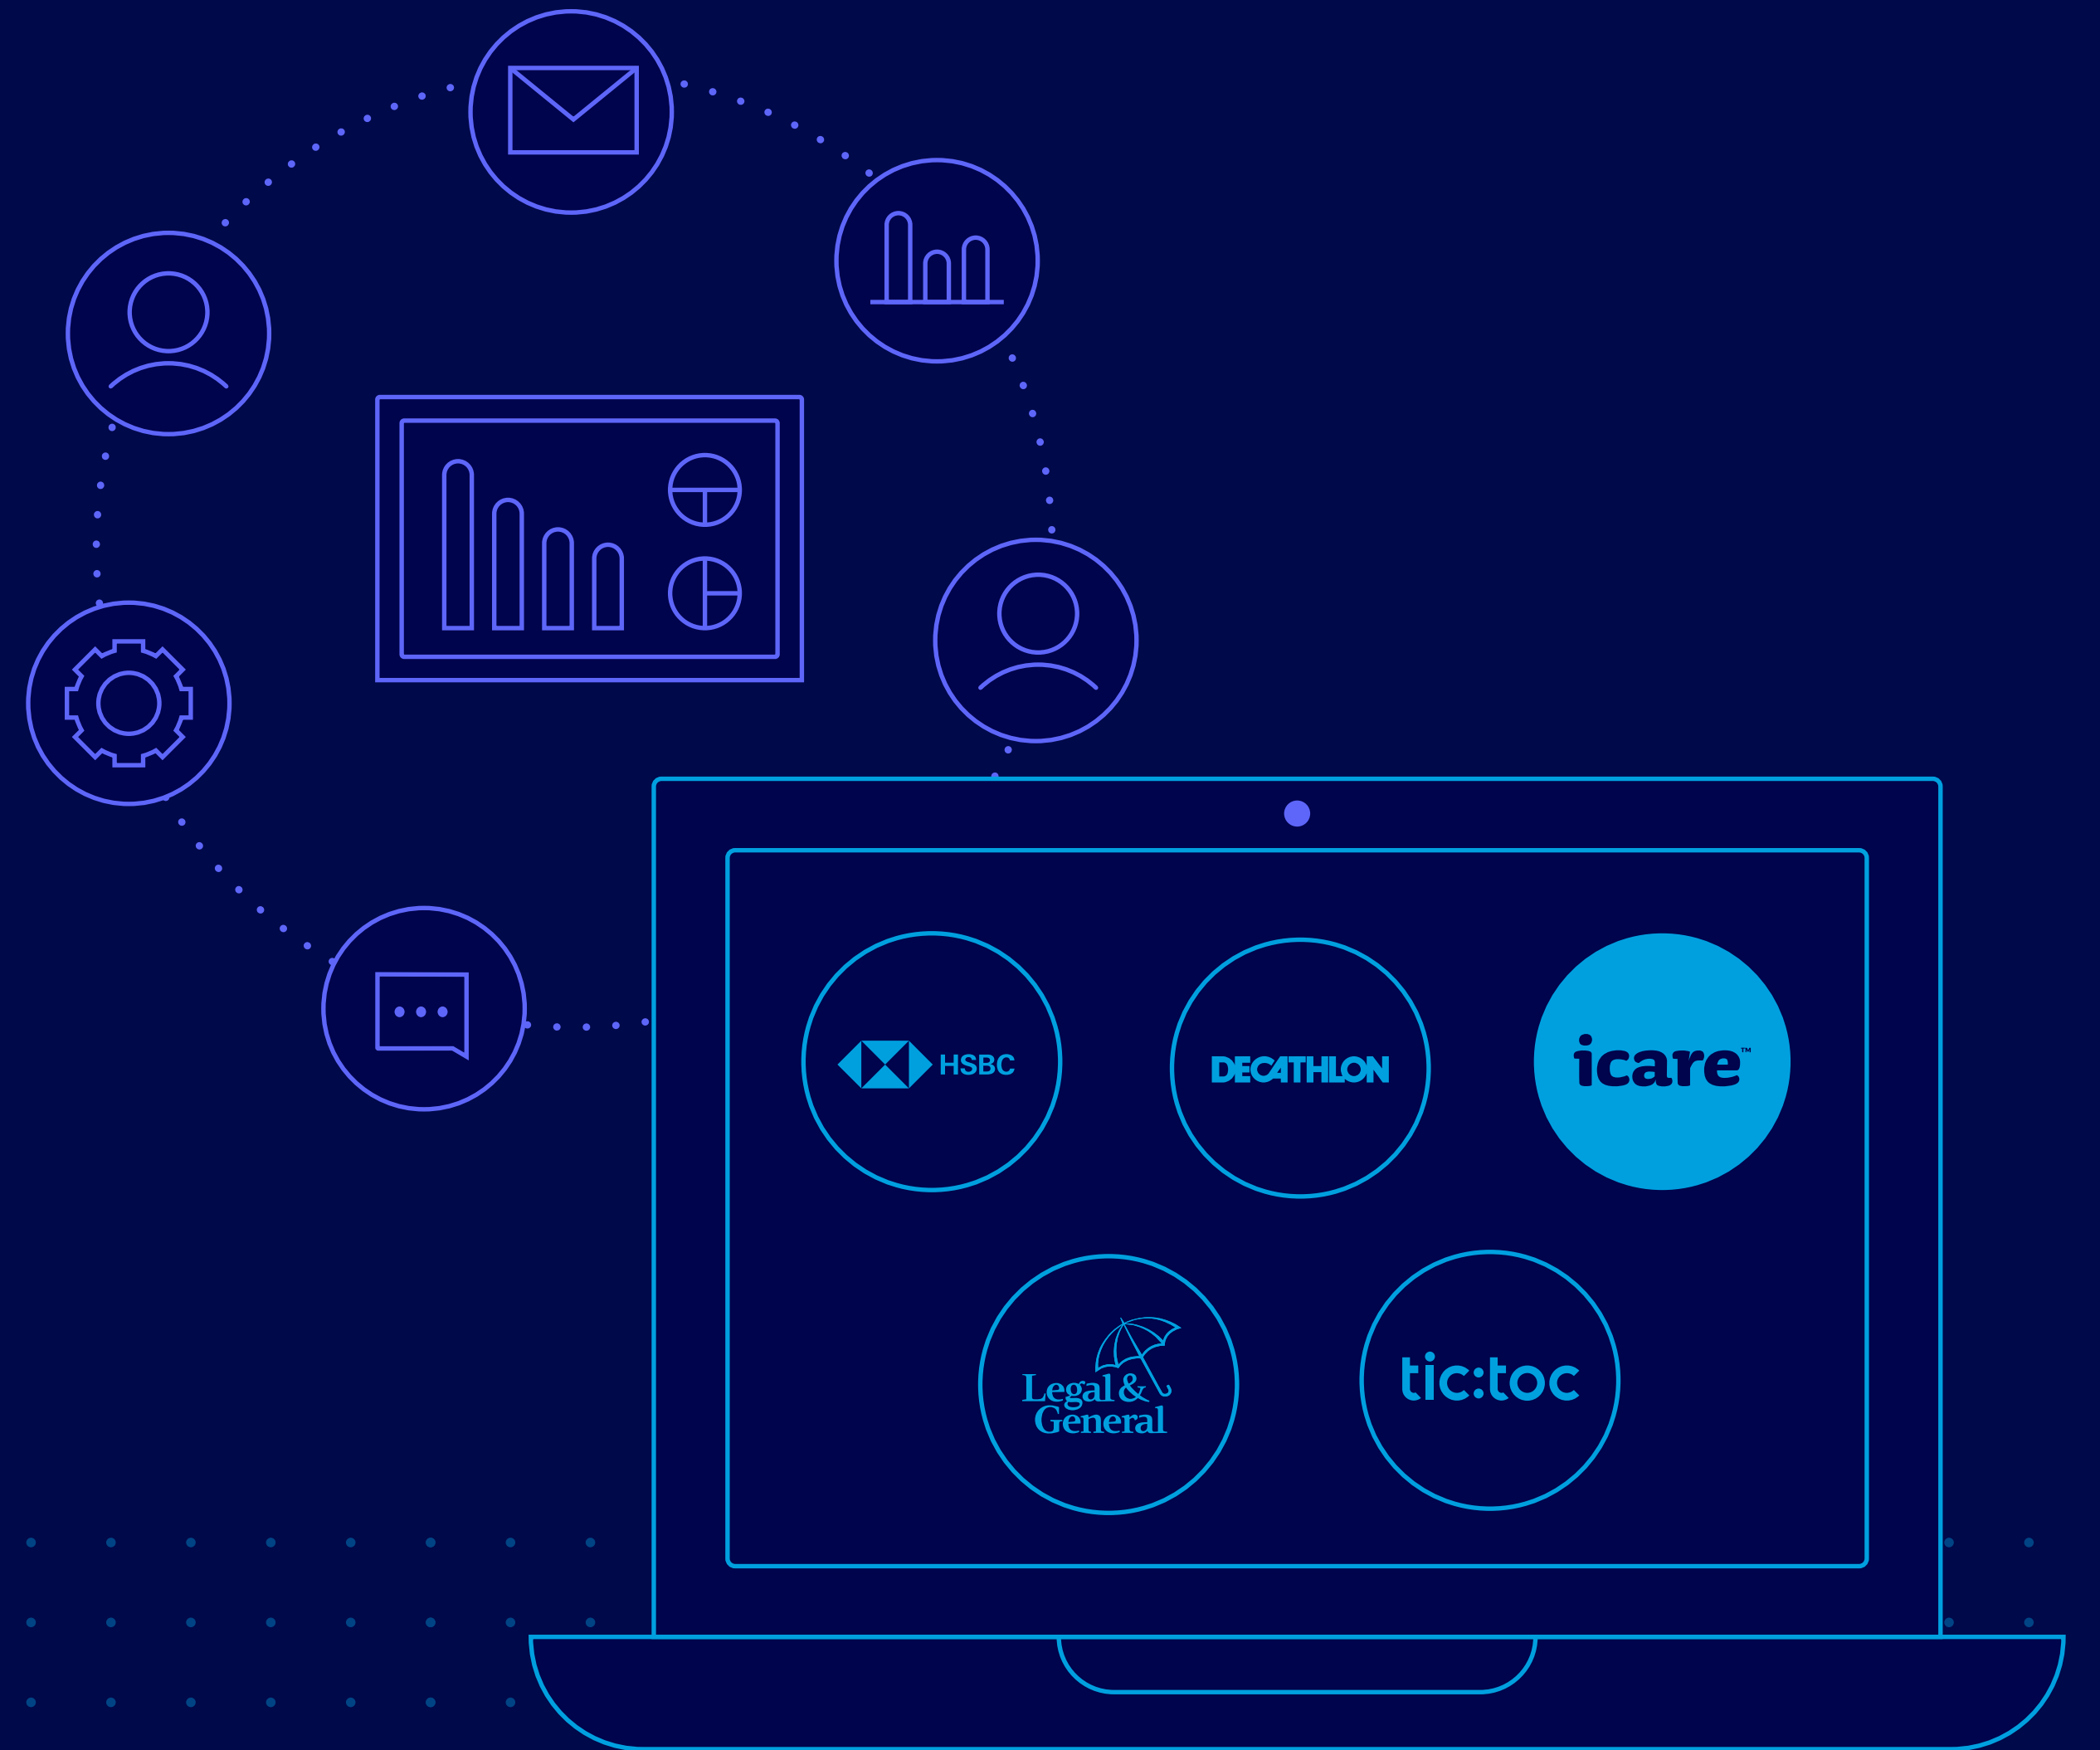 HSBC
DECATHLON
icare™
Legal &
General
tic:toc